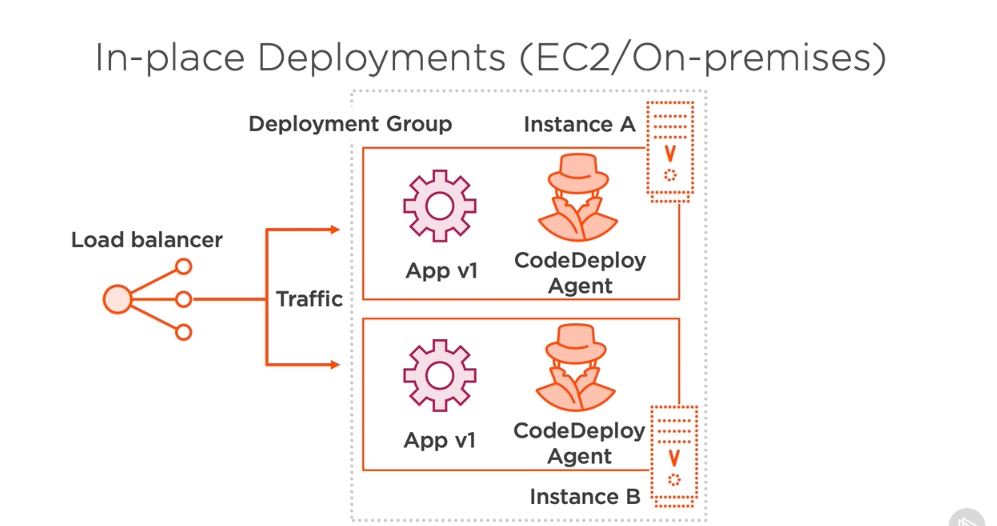 In-place Deployments (EC2/On-premises)
Deployment Group
Instance A
App v1
CodeDeploy
Agent
Load balancer
Traffic
App v1
CodeDeploy
Agent
Instance B